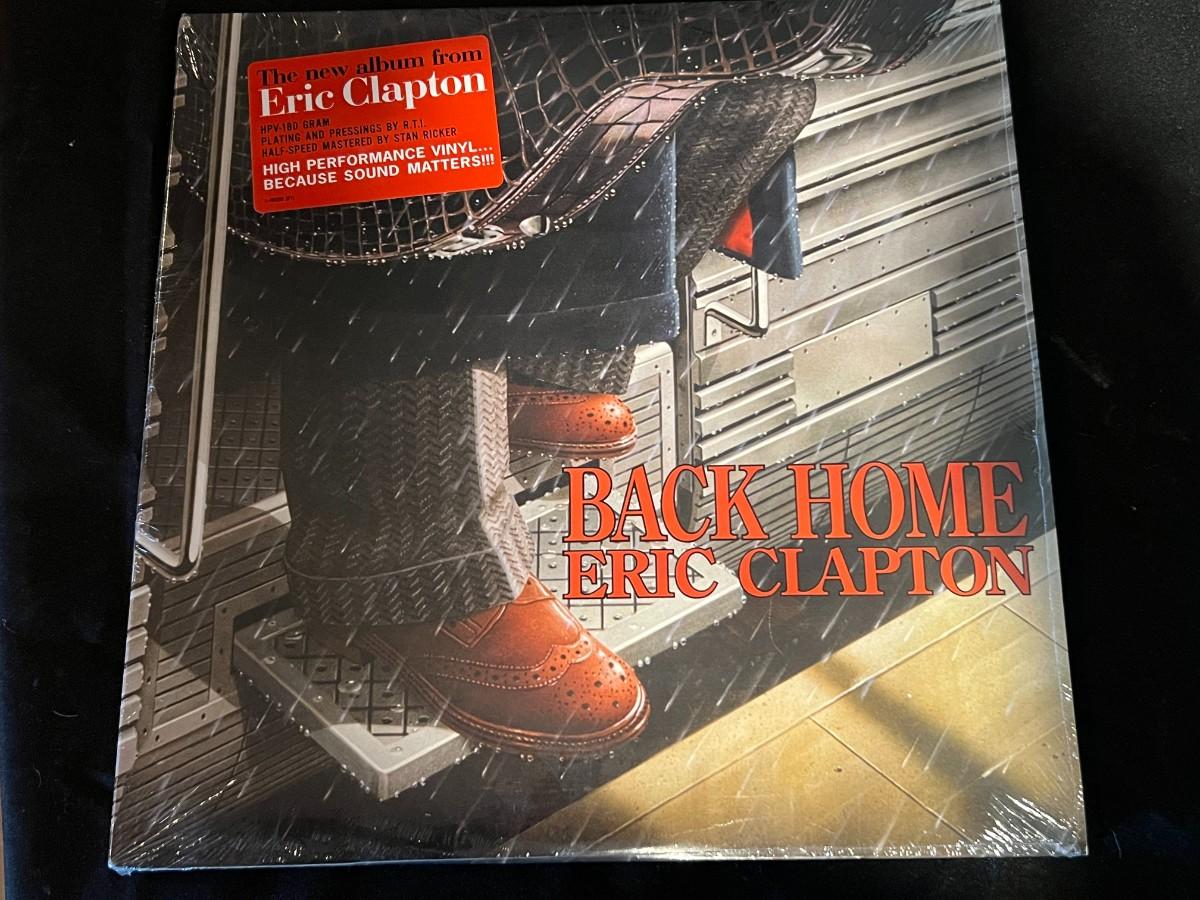 The new album from
Eric Clapton
HPV-180 GRAM
PLATING AND PRESSINGS BY R.T.I.
HALF-SPEED MASTERED BY STAN RICKER
HIGH PERFORMANCE VINYL...
BECAUSE SOUND MATTERS!!!
BACK HOME
ERIC CLAPTON